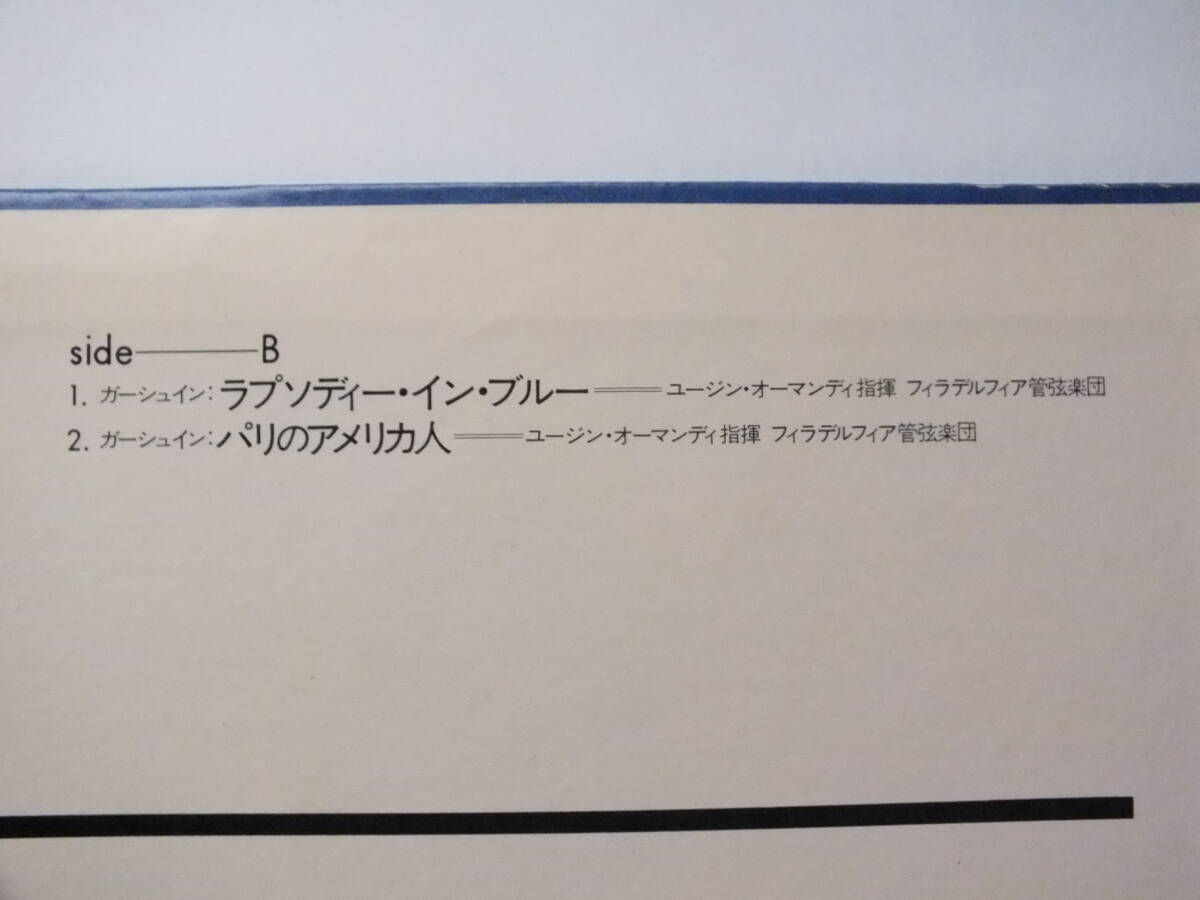 side———B
1. ガーシュイン：ラプソディー・イン・ブルー═══ユージン・オーマンディ指揮 フィラデルフィア管弦楽団
2. ガーシュイン：パリのアメリカ人═══ユージン・オーマンディ指揮 フィラデルフィア管弦楽団